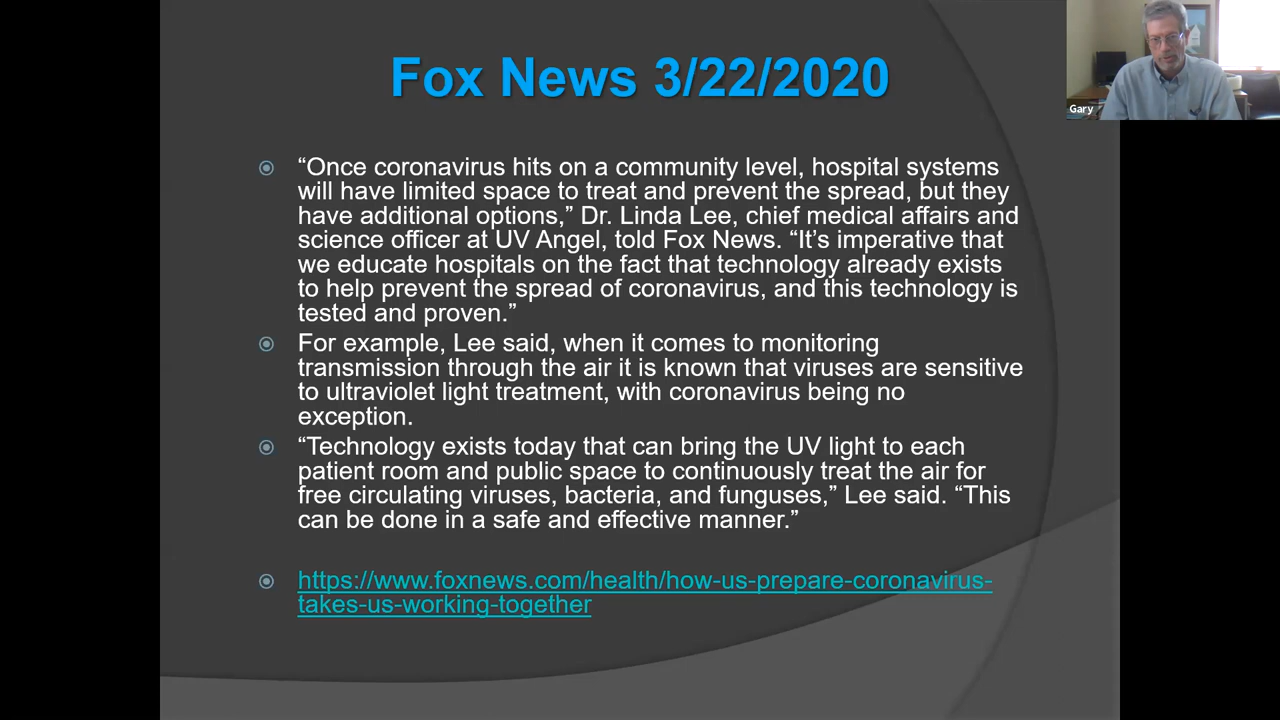 Fox News 3/22/2020
Gary
“Once coronavirus hits on a community level, hospital systems
will have limited space to treat and prevent the spread, but they
have additional options,” Dr. Linda Lee, chief medical affairs and
science officer at UV Angel, told Fox News. “It’s imperative that
we educate hospitals on the fact that technology already exists
to help prevent the spread of coronavirus, and this technology is
tested and proven.”
For example, Lee said, when it comes to monitoring
transmission through the air it is known that viruses are sensitive
to ultraviolet light treatment, with coronavirus being no
exception.
“Technology exists today that can bring the UV light to each
patient room and public space to continuously treat the air for
free circulating viruses, bacteria, and funguses,” Lee said. “This
can be done in a safe and effective manner.”
https://www.foxnews.com/health/how-us-prepare-coronavirus-
takes-us-working-together